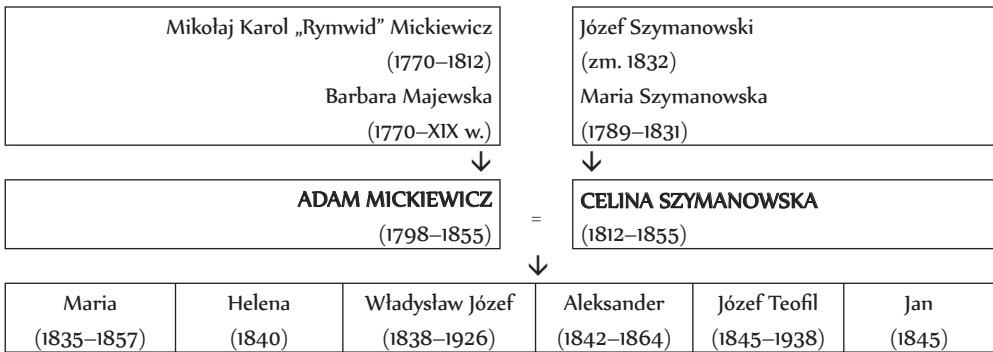 Mikołaj Karol „Rymwid” Mickiewicz
(1770–1812)
Barbara Majewska
(1770–XIX w.)
Józef Szymanowski
(zm. 1832)
Maria Szymanowska
(1789–1831)
ADAM MICKIEWICZ
(1798–1855)
=
CELINA SZYMANOWSKA
(1812–1855)
Maria
(1835–1857)
Helena
(1840)
Władysław Józef
(1838–1926)
Aleksander
(1842–1864)
Józef Teofil
(1845–1938)
Jan
(1845)